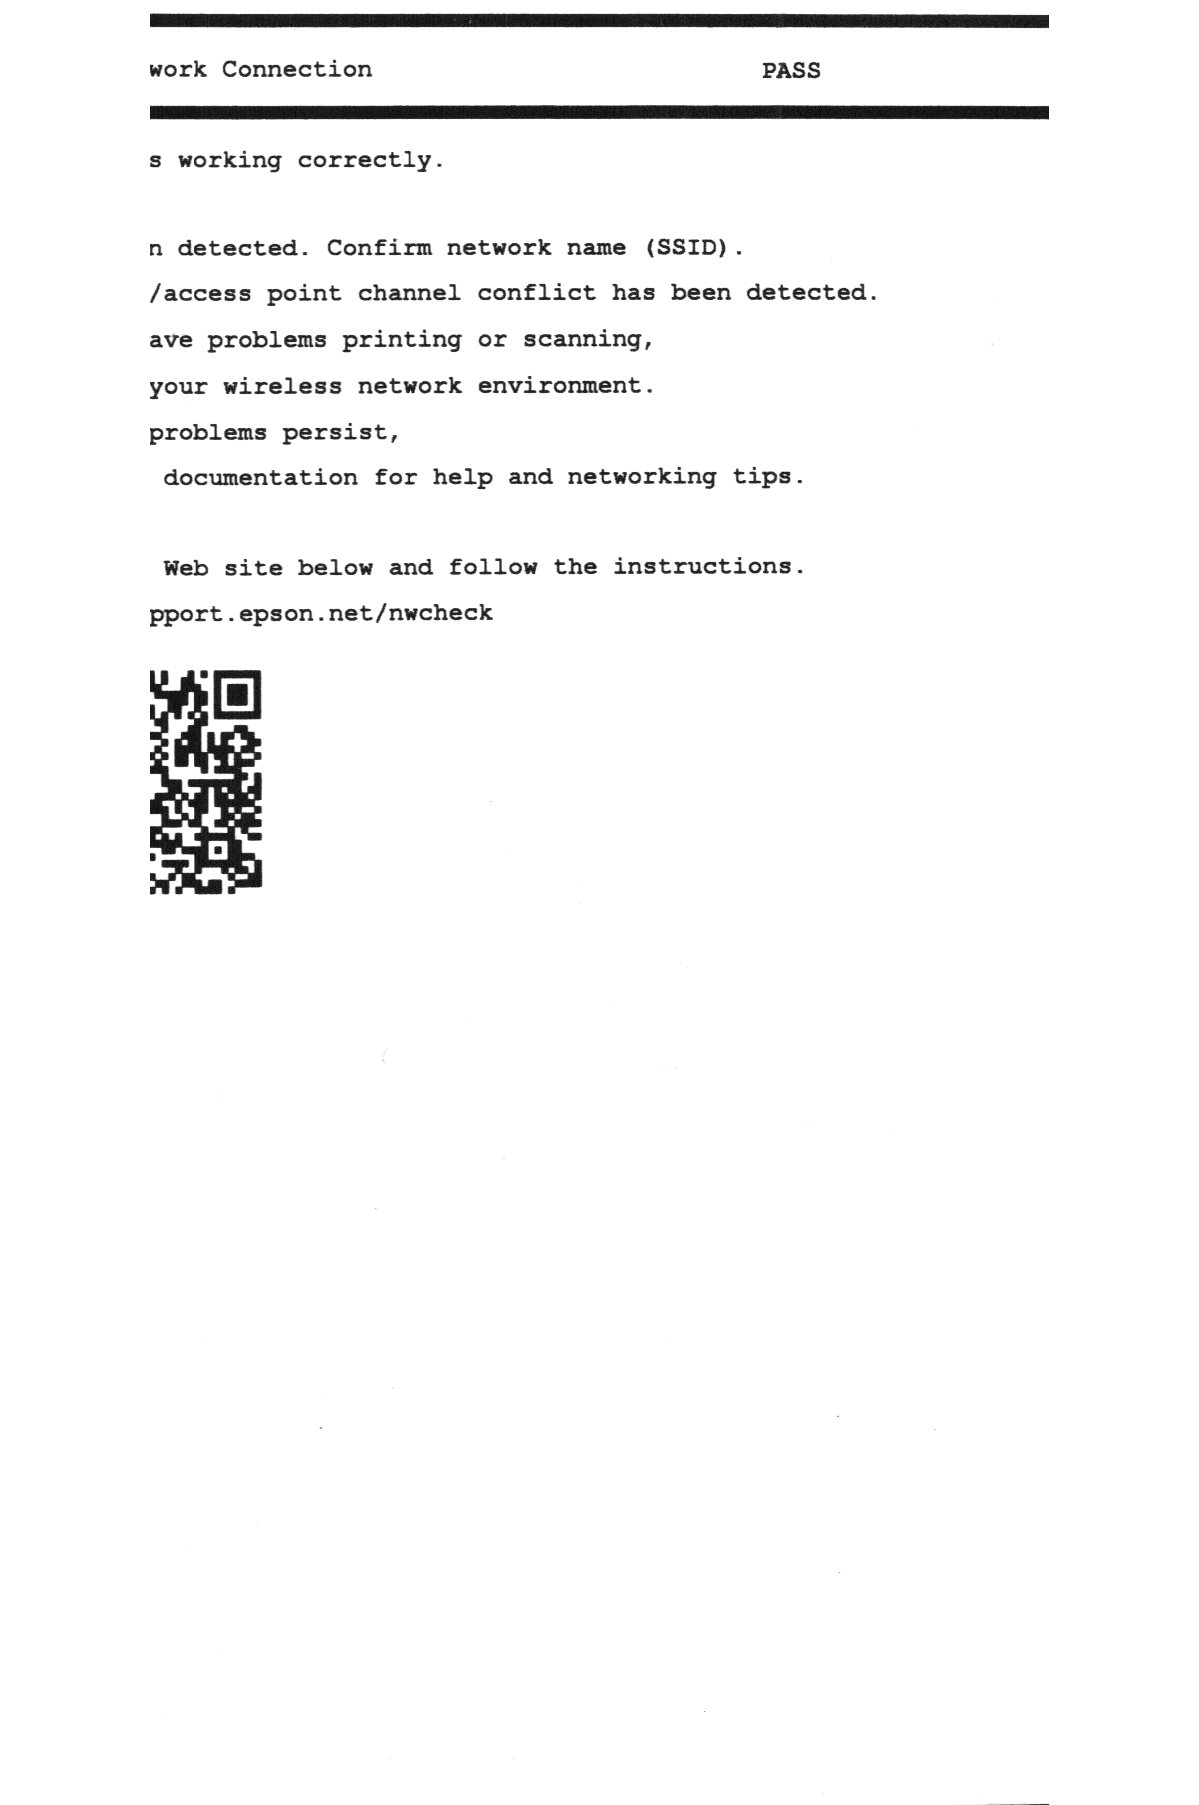 work Connection PASS
s working correctly.
n detected. Confirm network name (SSID).
/access point channel conflict has been detected.
ave problems printing or scanning,
your wireless network environment.
problems persist,
documentation for help and networking tips.
Web site below and follow the instructions.
pport.epson.net/nwcheck